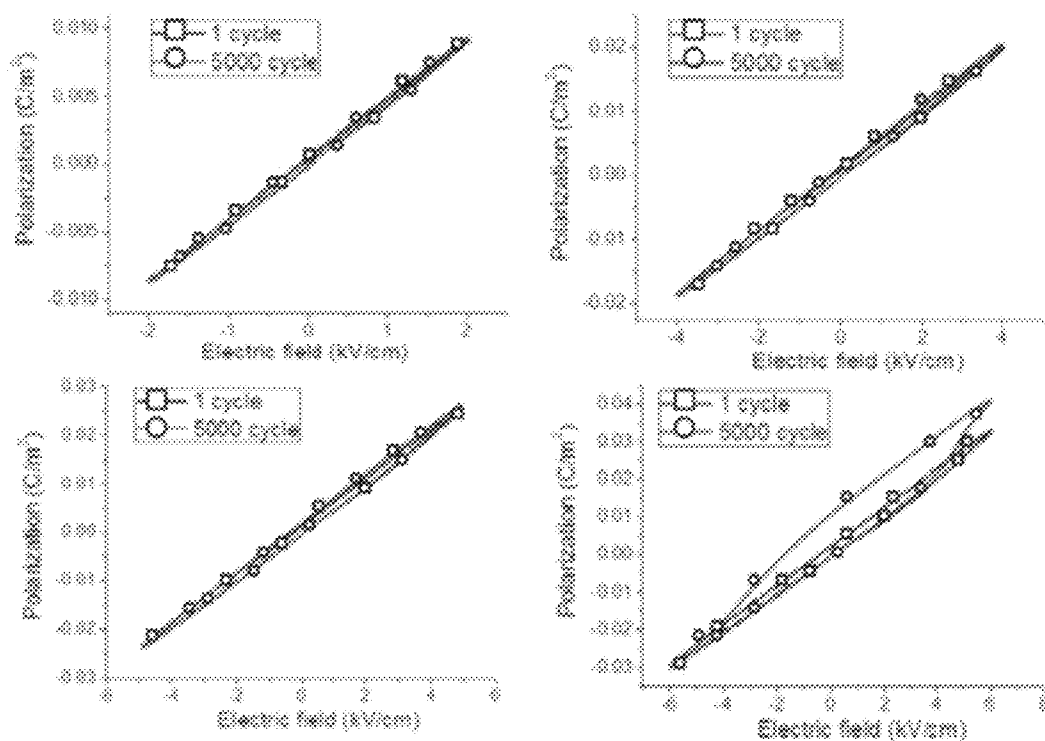 Polarization (C/m²)
0.010
0.005
0.000
-0.005
-0.010
1 cycle
5000 cycle
-2 -1 0 1 2
Electric field (kV/cm)
Polarization (C/m²)
0.02
0.01
0.00
-0.01
-0.02
1 cycle
5000 cycle
-4 -2 0 2 4
Electric field (kV/cm)
Polarization (C/m²)
0.03
0.02
0.01
0.00
-0.01
-0.02
-0.03
1 cycle
5000 cycle
-4 -2 0 2 4 6
Electric field (kV/cm)
Polarization (C/m²)
0.04
0.03
0.02
0.01
0.00
-0.01
-0.02
-0.03
1 cycle
5000 cycle
-6 -4 -2 0 2 4 6 8
Electric field (kV/cm)